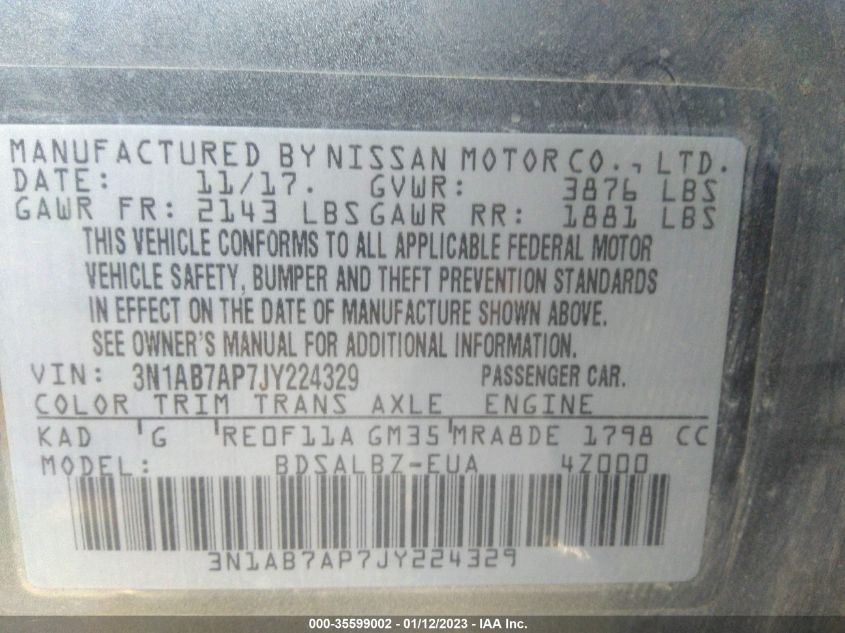 MANUFACTURED BY NISSAN MOTOR CO., LTD.
DATE: 11/17. GVWR: 3876 LBS
GAWR FR: 2143 LBS GAWR RR: 1881 LBS
THIS VEHICLE CONFORMS TO ALL APPLICABLE FEDERAL MOTOR
VEHICLE SAFETY, BUMPER AND THEFT PREVENTION STANDARDS
IN EFFECT ON THE DATE OF MANUFACTURE SHOWN ABOVE.
SEE OWNER'S MANUAL FOR ADDITIONAL INFORMATION.
VIN: 3N1AB7AP7JY224329 PASSENGER CAR.
COLOR TRIM TRANS AXLE ENGINE
KAD G RE0F11A GM35 MRA8DE 1798 CC
MODEL: BDSALBZ-EUA 4Z000
3N1AB7AP7JY224329
000-35599002 - 01/12/2023 - IAA Inc.